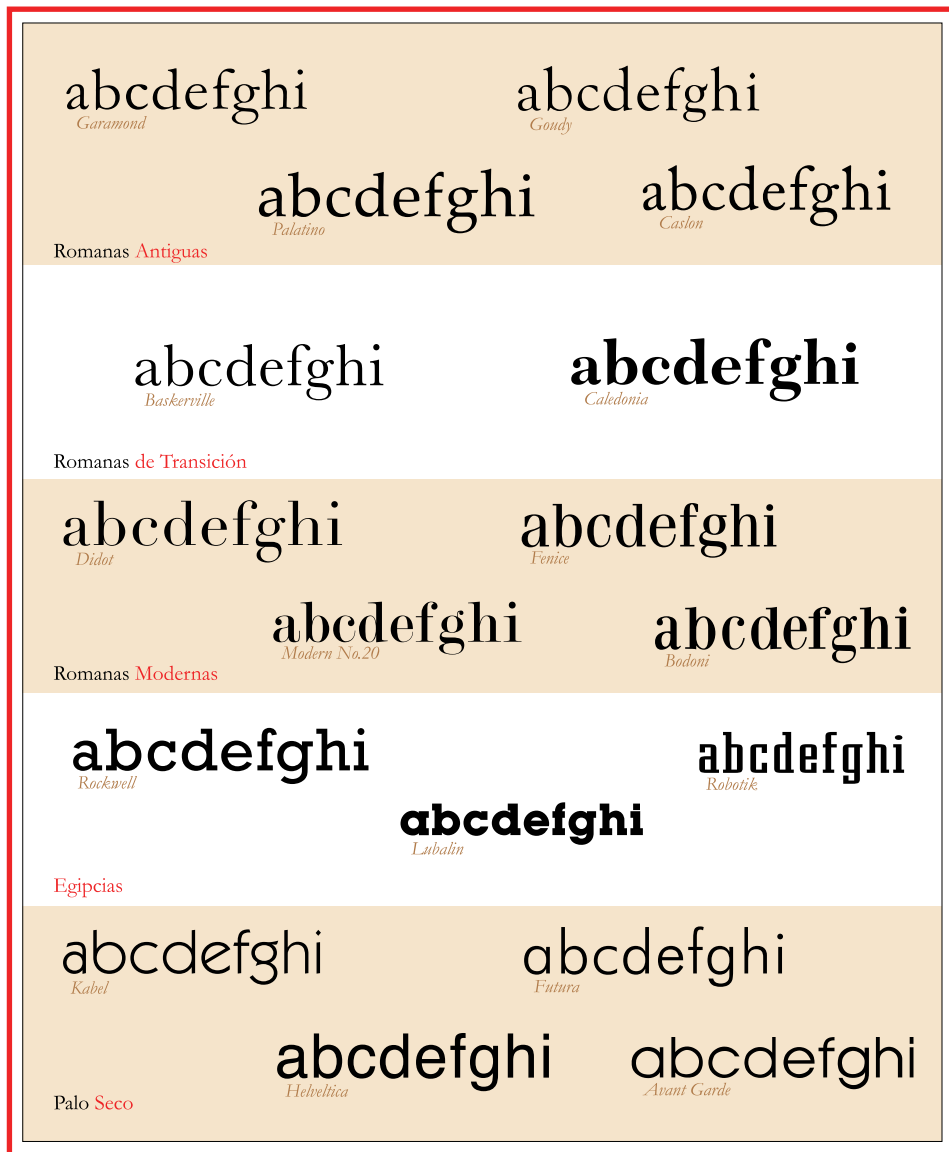 abcdefghi
Garamond
abcdefghi
Goudy
abcdefghi
Palatino
abcdefghi
Caslon
Romanas Antiguas
abcdefghi
Baskerville
abcdefghi
Caledonia
Romanas de Transición
abcdefghi
Didot
abcdefghi
Fenice
abcdefghi
Modern No.20
abcdefghi
Bodoni
Romanas Modernas
abcdefghi
Rockwell
abcdefghi
Robotik
abcdefghi
Lubalin
Egipcias
abcdefghi
Kabel
abcdefghi
Futura
abcdefghi
Helveltica
abcdefghi
Avant Garde
Palo Seco